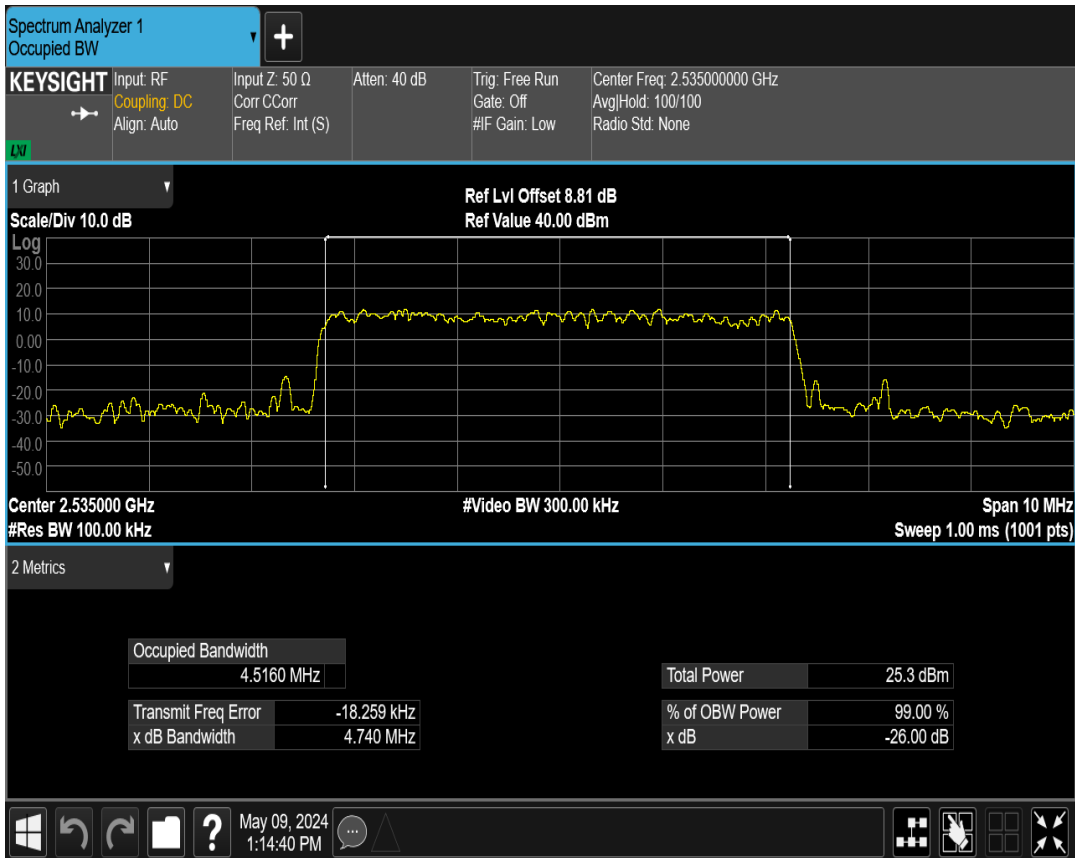 Spectrum Analyzer 1
Occupied BW
+
KEYSIGHT
LXI
Input: RF
Coupling: DC
Align: Auto
Input Z: 50 Ω
Corr CCorr
Freq Ref: Int (S)
Atten: 40 dB
Trig: Free Run
Gate: Off
#IF Gain: Low
Center Freq: 2.535000000 GHz
Avg|Hold: 100/100
Radio Std: None
1 Graph
Scale/Div 10.0 dB
Ref Lvl Offset 8.81 dB
Ref Value 40.00 dBm
Log
30.0
20.0
10.0
0.00
-10.0
-20.0
-30.0
-40.0
-50.0
Center 2.535000 GHz
#Res BW 100.00 kHz
#Video BW 300.00 kHz
Span 10 MHz
Sweep 1.00 ms (1001 pts)
2 Metrics
Occupied Bandwidth
4.5160 MHz
Transmit Freq Error -18.259 kHz
x dB Bandwidth 4.740 MHz
Total Power 25.3 dBm
% of OBW Power 99.00 %
x dB -26.00 dB
?
May 09, 2024
1:14:40 PM